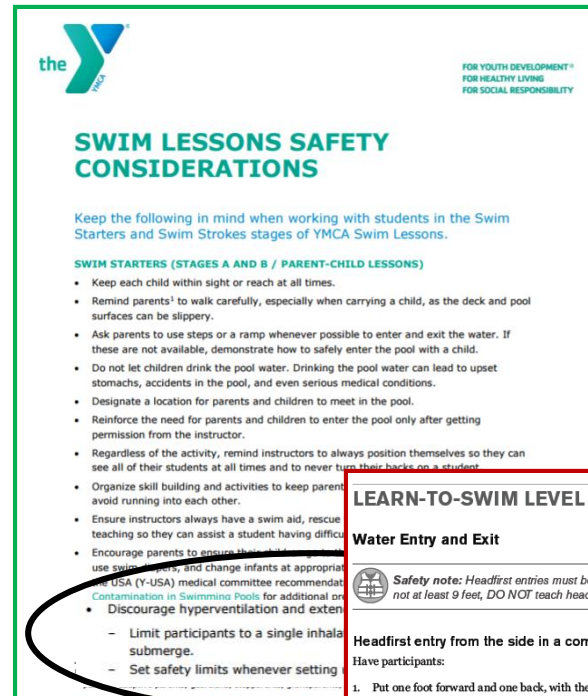 the
YMCA
FOR YOUTH DEVELOPMENT®
FOR HEALTHY LIVING
FOR SOCIAL RESPONSIBILITY
SWIM LESSONS SAFETY
CONSIDERATIONS
Keep the following in mind when working with students in the Swim
Starters and Swim Strokes stages of YMCA Swim Lessons.
SWIM STARTERS (STAGES A AND B / PARENT-CHILD LESSONS)
• Keep each child within sight or reach at all times.
• Remind parents¹ to walk carefully, especially when carrying a child, as the deck and pool
surfaces can be slippery.
• Ask parents to use steps or a ramp whenever possible to enter and exit the water. If
these are not available, demonstrate how to safely enter the pool with a child.
• Do not let children drink the pool water. Drinking the pool water can lead to upset
stomachs, accidents in the pool, and even serious medical conditions.
• Designate a location for parents and children to meet in the pool.
• Reinforce the need for parents and children to enter the pool only after getting
permission from the instructor.
• Regardless of the activity, remind instructors to always position themselves so they can
see all of their students at all times and to never turn their backs on a student.
• Organize skill building and activities to keep parent
avoid running into each other.
• Ensure instructors always have a swim aid, rescue
teaching so they can assist a student having difficu
• Encourage parents to ensure their children
use swim diapers, and change infants at appropriat
the USA (Y-USA) medical committee recommendat
Contamination in Swimming Pools for additional pre
• Discourage hyperventilation and exten
– Limit participants to a single inhala
submerge.
– Set safety limits whenever setting
LEARN-TO-SWIM LEVEL
Water Entry and Exit
Safety note: Headfirst entries must be
not at least 9 feet, DO NOT teach head
Headfirst entry from the side in a com
Have participants:
1. Put one foot forward and one back, with the